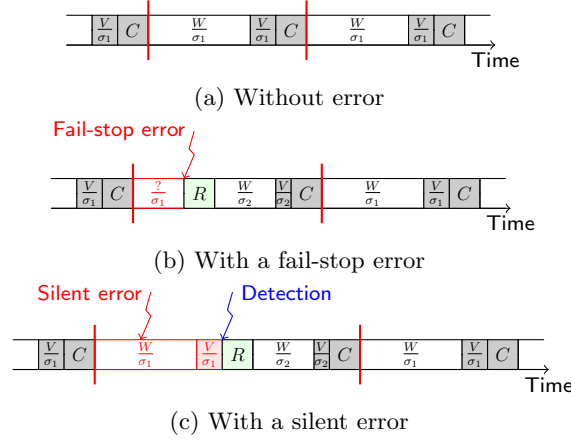 V/σ1 C W/σ1 V/σ1 C W/σ1 V/σ1 C
Time
(a) Without error
Fail-stop error
V/σ1 C ?/σ1 R W/σ2 V/σ2 C W/σ1 V/σ1 C
Time
(b) With a fail-stop error
Silent error Detection
V/σ1 C W/σ1 V/σ1 R W/σ2 V/σ2 C W/σ1 V/σ1 C
Time
(c) With a silent error